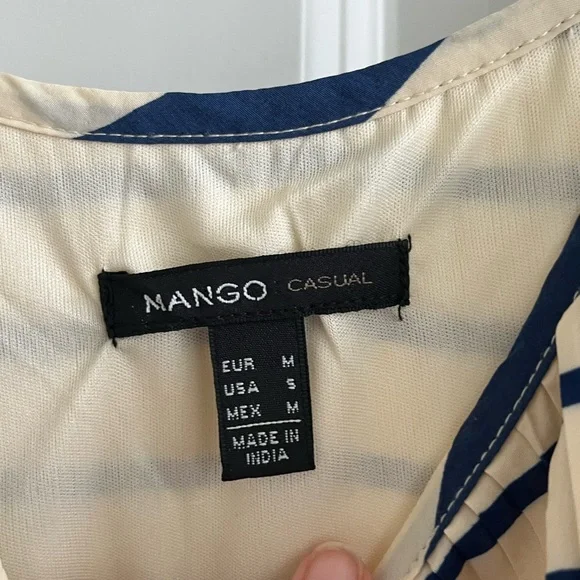 MANGO CASUAL
EUR M
USA S
MEX M
MADE IN
INDIA